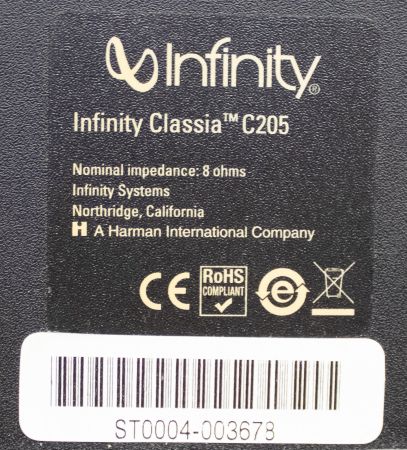 Infinity®
Infinity Classia™ C205
Nominal impedance: 8 ohms
Infinity Systems
Northridge, California
H A Harman International Company
CE RoHS COMPLIANT e
ST0004-003678